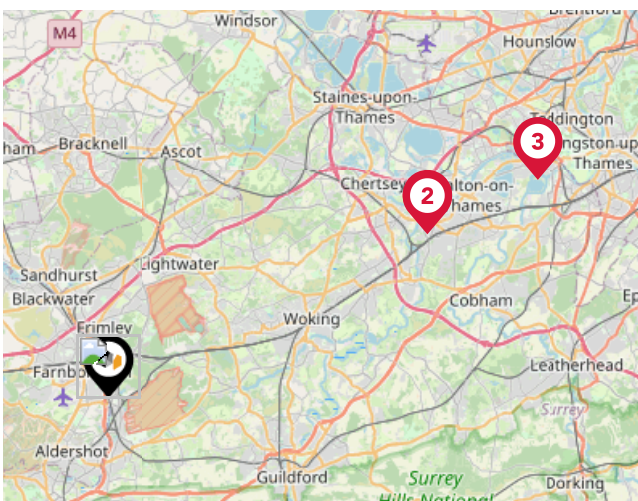 Brentford
Windsor
M4
Hounslow
Staines-upon-
Thames
Teddington
3
Bracknell
ham
Ascot
ngston-up
Thames
Chertsey
2
alton-on-
Thames
Lightwater
Sandhurst
Blackwater
Cobham
Woking
Frimley
Ep
Farnbo
Leatherhead
Surrey
Aldershot
Guildford
Surrey
Hills National
Dorking